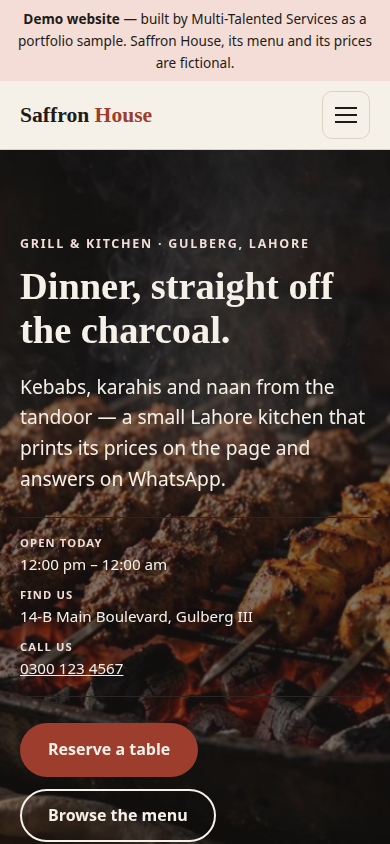 Demo website — built by Multi-Talented Services as a
portfolio sample. Saffron House, its menu and its prices
are fictional.
Saffron House
GRILL & KITCHEN · GULBERG, LAHORE
Dinner, straight off
the charcoal.
Kebabs, karahis and naan from the
tandoor — a small Lahore kitchen that
prints its prices on the page and
answers on WhatsApp.
OPEN TODAY
12:00 pm – 12:00 am
FIND US
14-B Main Boulevard, Gulberg III
CALL US
0300 123 4567
Reserve a table
Browse the menu